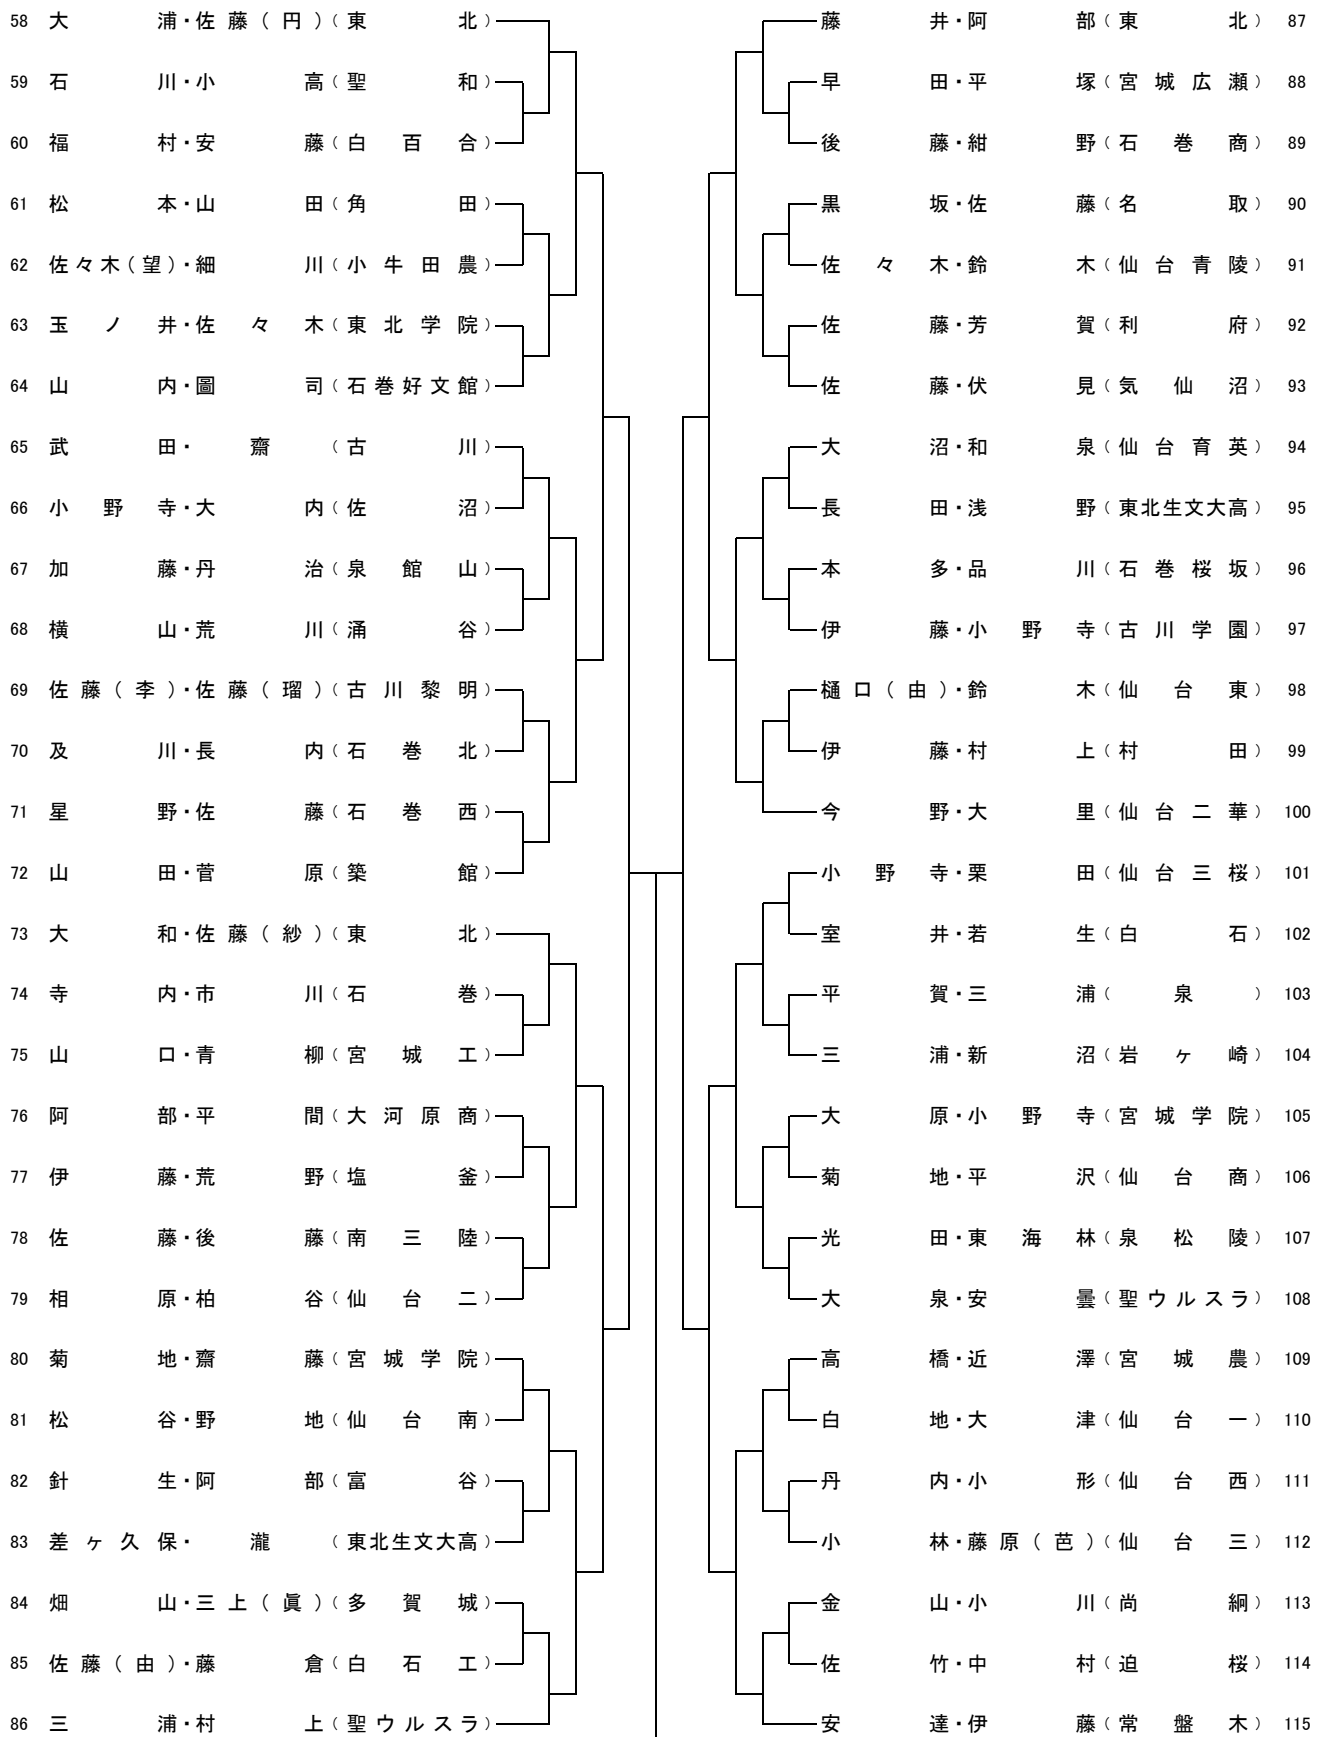 58 大浦・佐藤(円)(東北)
59 石川・小高(聖和)
60 福村・安藤(白百合)
61 松本・山田(角田)
62 佐々木(望)・細川(小牛田農)
63 玉ノ井・佐々木(東北学院)
64 山内・圖司(石巻好文館)
65 武田・齋(古川)
66 小野寺・大内(佐沼)
67 加藤・丹治(泉館山)
68 横山・荒川(涌谷)
69 佐藤(李)・佐藤(瑠)(古川黎明)
70 及川・長内(石巻北)
71 星野・佐藤(石巻西)
72 山田・菅原(築館)
73 大和・佐藤(紗)(東北)
74 寺内・市川(石巻)
75 山口・青柳(宮城工)
76 阿部・平間(大河原商)
77 伊藤・荒野(塩釜)
78 佐藤・後藤(南三陸)
79 相原・柏谷(仙台二)
80 菊地・齋藤(宮城学院)
81 松谷・野地(仙台南)
82 針生・阿部(富谷)
83 差ヶ久保・瀧(東北生文大高)
84 畑山・三上(眞)(多賀城)
85 佐藤(由)・藤倉(白石工)
86 三浦・村上(聖ウルスラ)
藤井・阿部(東北) 87
早田・平塚(宮城広瀬) 88
後藤・紺野(石巻商) 89
黒坂・佐藤(名取) 90
佐々木・鈴木(仙台青陵) 91
佐藤・芳賀(利府) 92
佐藤・伏見(気仙沼) 93
大沼・和泉(仙台育英) 94
長田・浅野(東北生文大高) 95
本多・品川(石巻桜坂) 96
伊藤・小野寺(古川学園) 97
樋口(由)・鈴木(仙台東) 98
伊藤・村上(村田) 99
今野・大里(仙台二華) 100
小野寺・栗田(仙台三桜) 101
室井・若生(白石) 102
平賀・三浦(泉) 103
三浦・新沼(岩ヶ崎) 104
大原・小野寺(宮城学院) 105
菊地・平沢(仙台商) 106
光田・東海林(泉松陵) 107
大泉・安曇(聖ウルスラ) 108
高橋・近澤(宮城農) 109
白地・大津(仙台一) 110
丹内・小形(仙台西) 111
小林・藤原(芭)(仙台三) 112
金山・小川(尚絅) 113
佐竹・中村(迫桜) 114
安達・伊藤(常盤木) 115